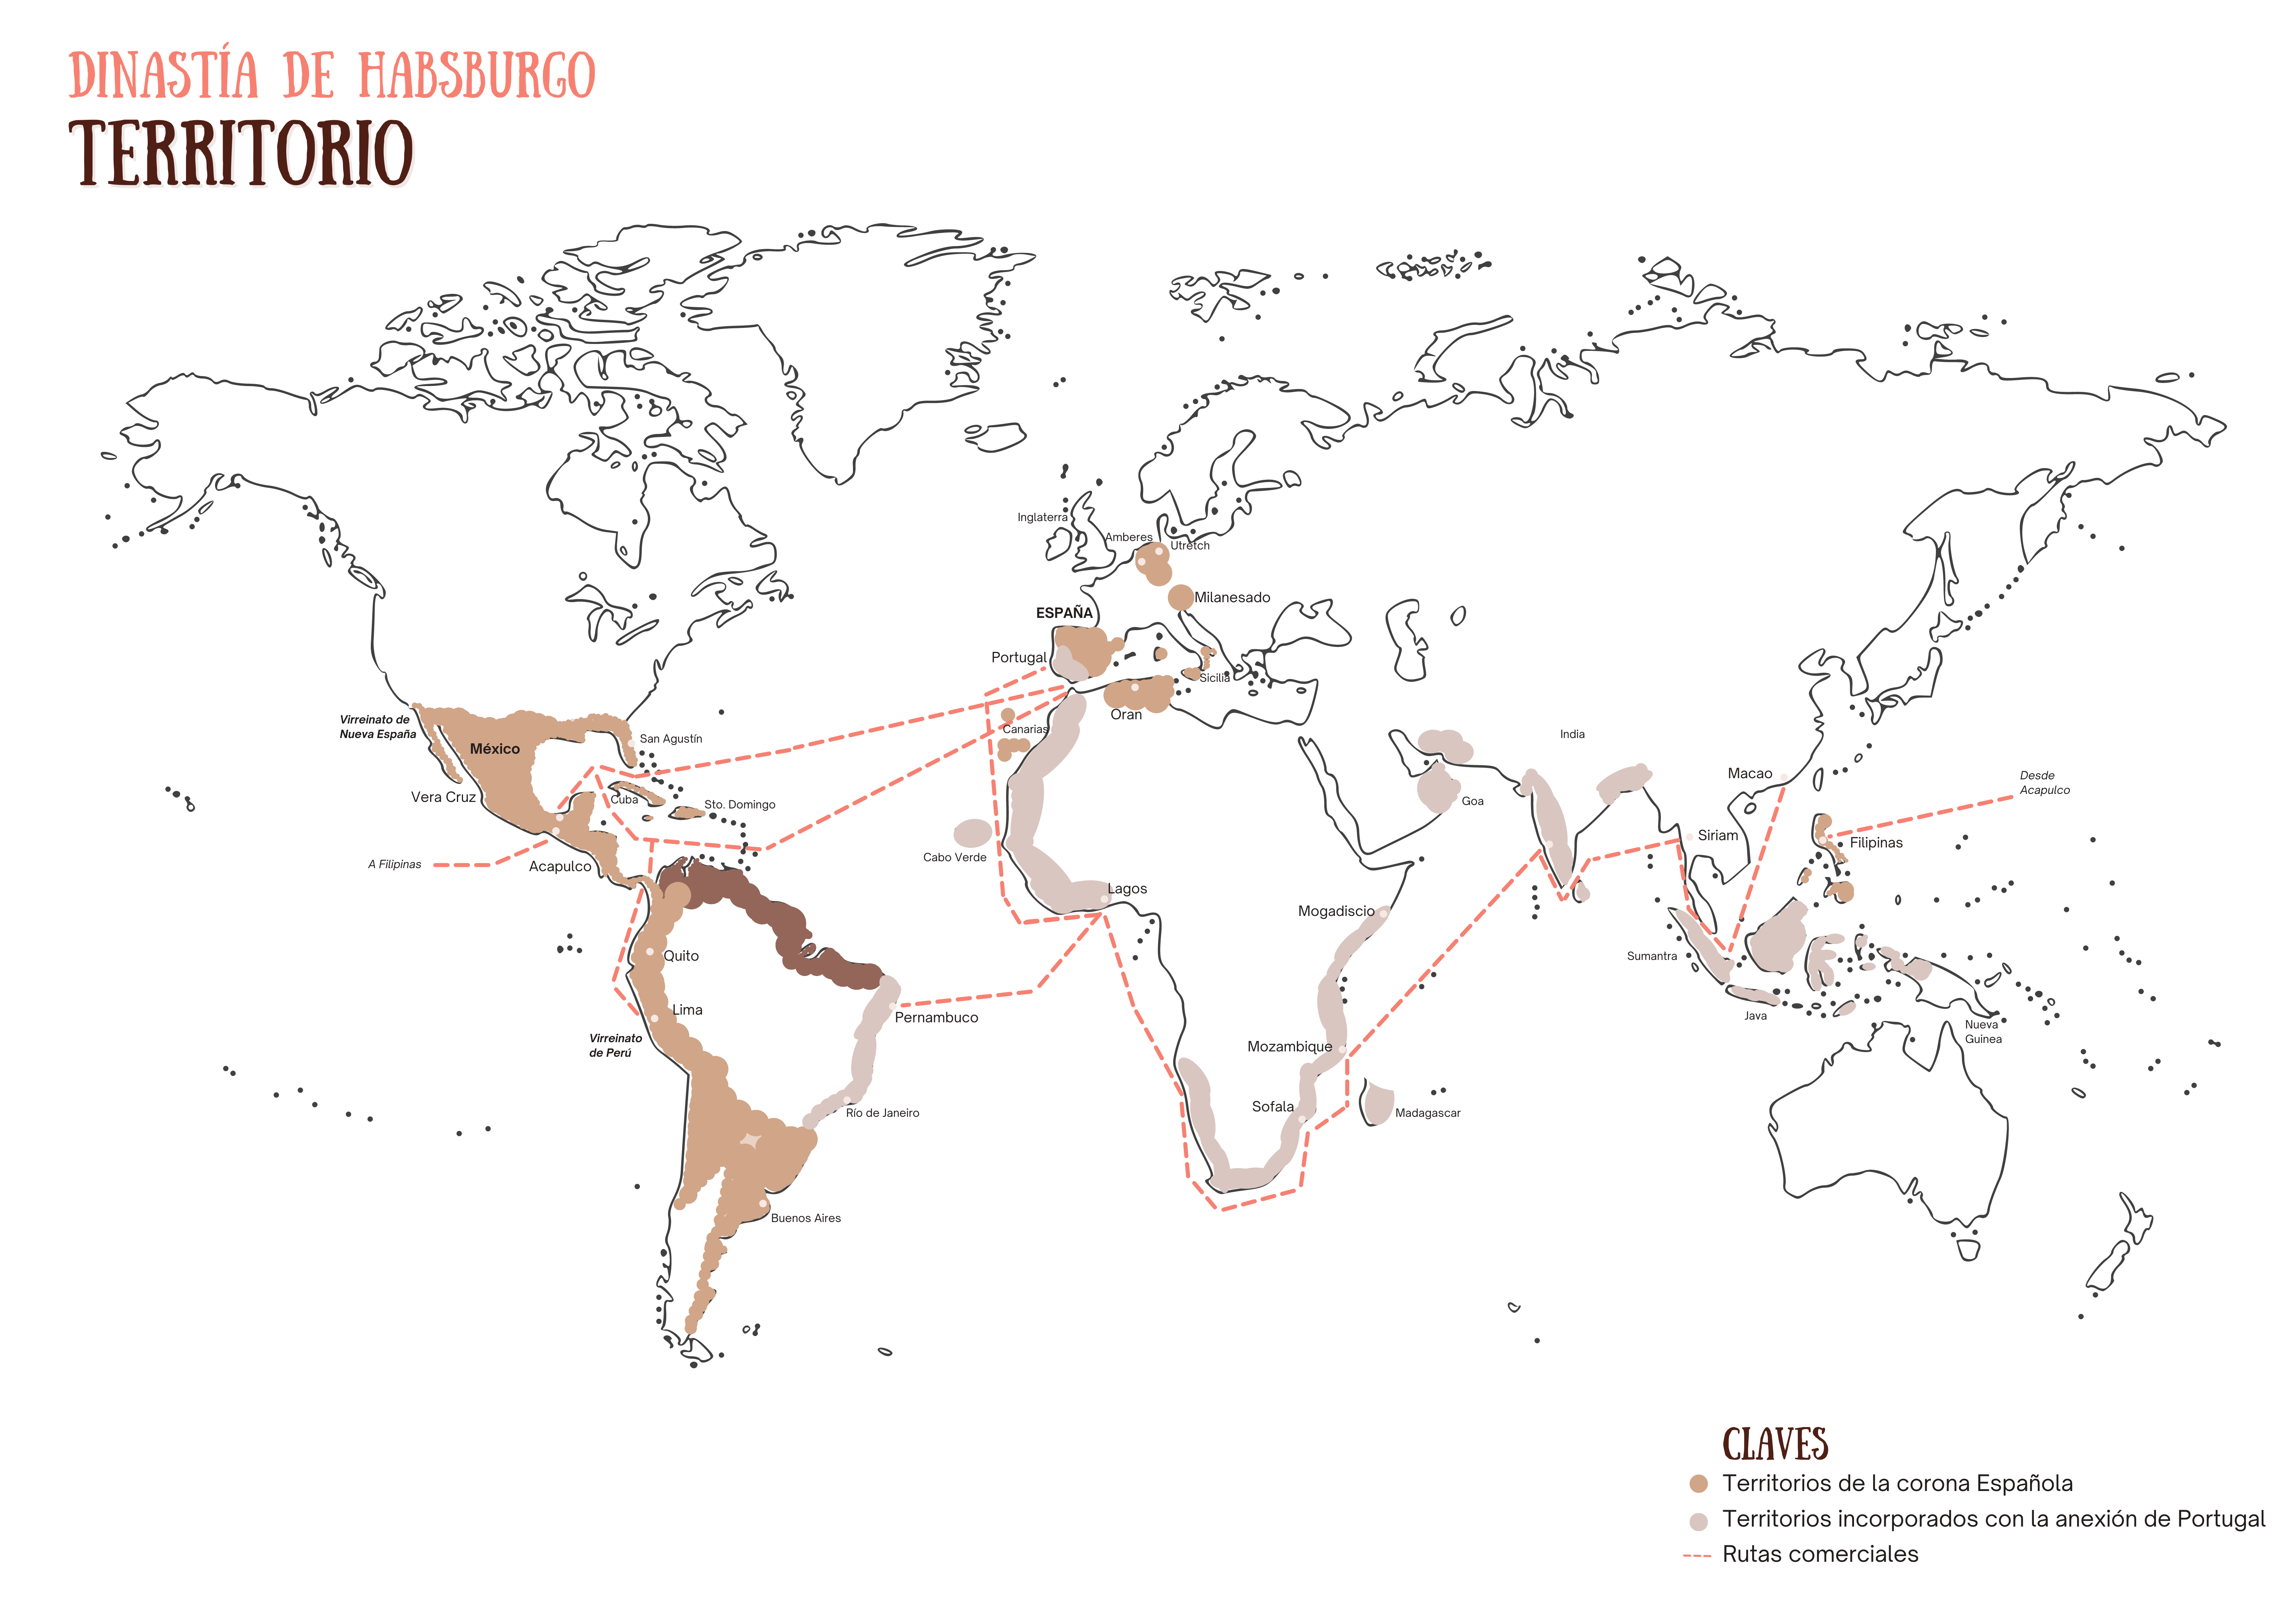 DINASTÍA DE HABSBURGO
TERRITORIO
Inglaterra
Amberes
Utretch
Milanesado
ESPAÑA
Portugal
Sicilia
Oran
Virreinato de
Nueva España
México
San Agustín
Canarias
India
Macao
Desde
Acapulco
Vera Cruz
Cuba
Sto. Domingo
Goa
Siriam
Filipinas
Cabo Verde
A Filipinas
Acapulco
Lagos
Mogadiscio
Quito
Sumantra
Lima
Pernambuco
Java
Nueva
Guinea
Virreinato
de Perú
Mozambique
Sofala
Río de Janeiro
Madagascar
Buenos Aires
CLAVES
Territorios de la corona Española
Territorios incorporados con la anexión de Portugal
Rutas comerciales